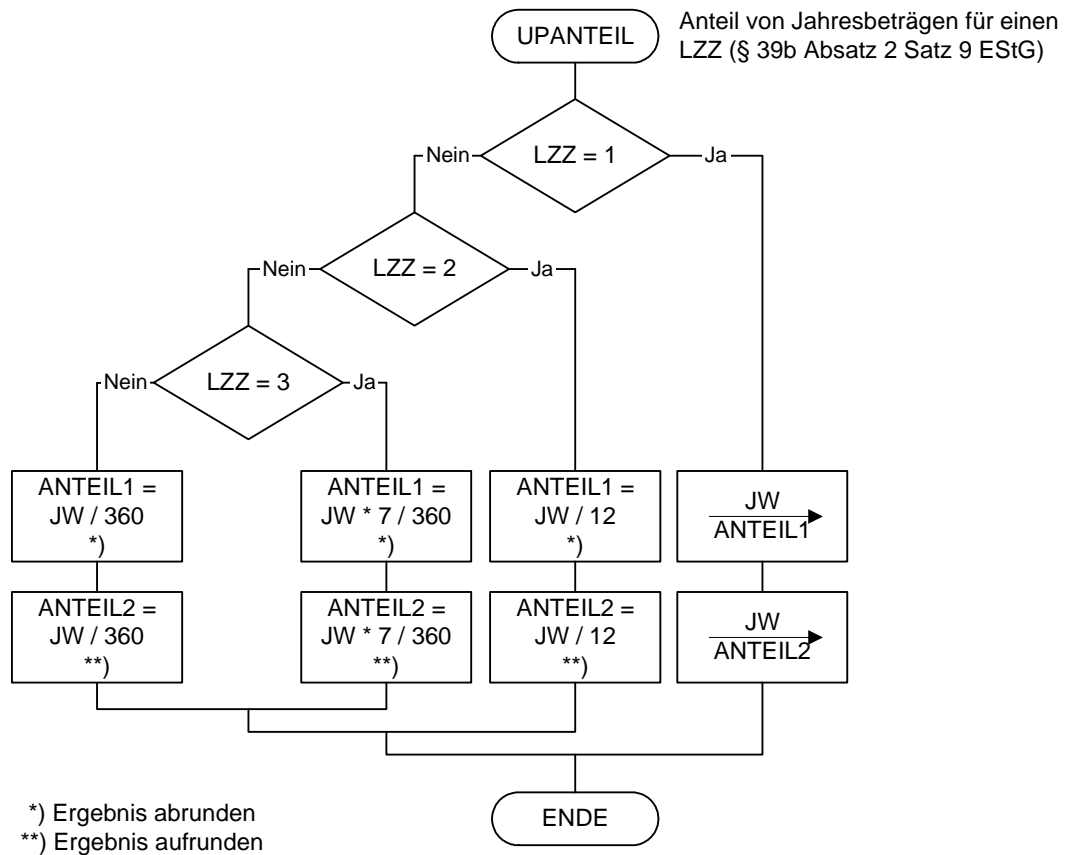 UPANTEIL
Anteil von Jahresbeträgen für einen
LZZ (§ 39b Absatz 2 Satz 9 EStG)
LZZ = 1
Nein
Ja
LZZ = 2
Nein
Ja
LZZ = 3
Nein
Ja
ANTEIL1 =
JW / 360
*)
ANTEIL1 =
JW * 7 / 360
*)
ANTEIL1 =
JW / 12
*)
JW
ANTEIL1
ANTEIL2 =
JW / 360
**)
ANTEIL2 =
JW * 7 / 360
**)
ANTEIL2 =
JW / 12
**)
JW
ANTEIL2
ENDE
*) Ergebnis abrunden
**) Ergebnis aufrunden